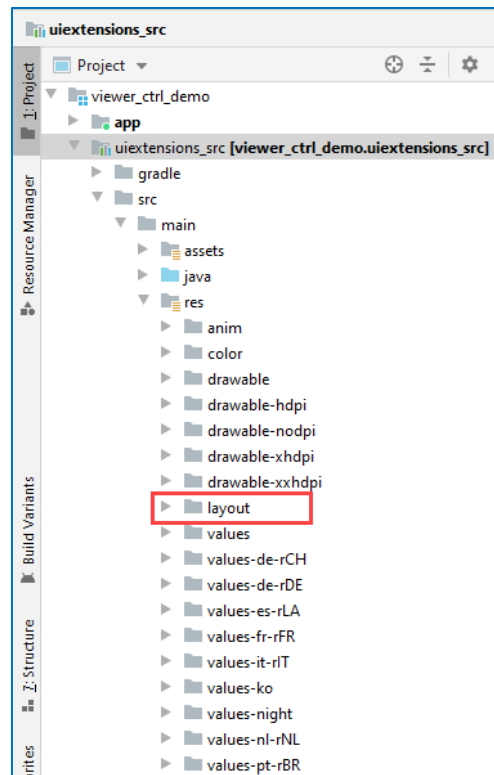 uiextensions_src
Project
viewer_ctrl_demo
app
uiextensions_src [viewer_ctrl_demo.uiextensions_src]
gradle
src
main
assets
java
res
anim
color
drawable
drawable-hdpi
drawable-nodpi
drawable-xhdpi
drawable-xxhdpi
layout
values
values-de-rCH
values-de-rDE
values-es-rLA
values-fr-rFR
values-it-rIT
values-ko
values-night
values-nl-rNL
values-pt-rBR
1: Project
Resource Manager
Build Variants
7: Structure
rites